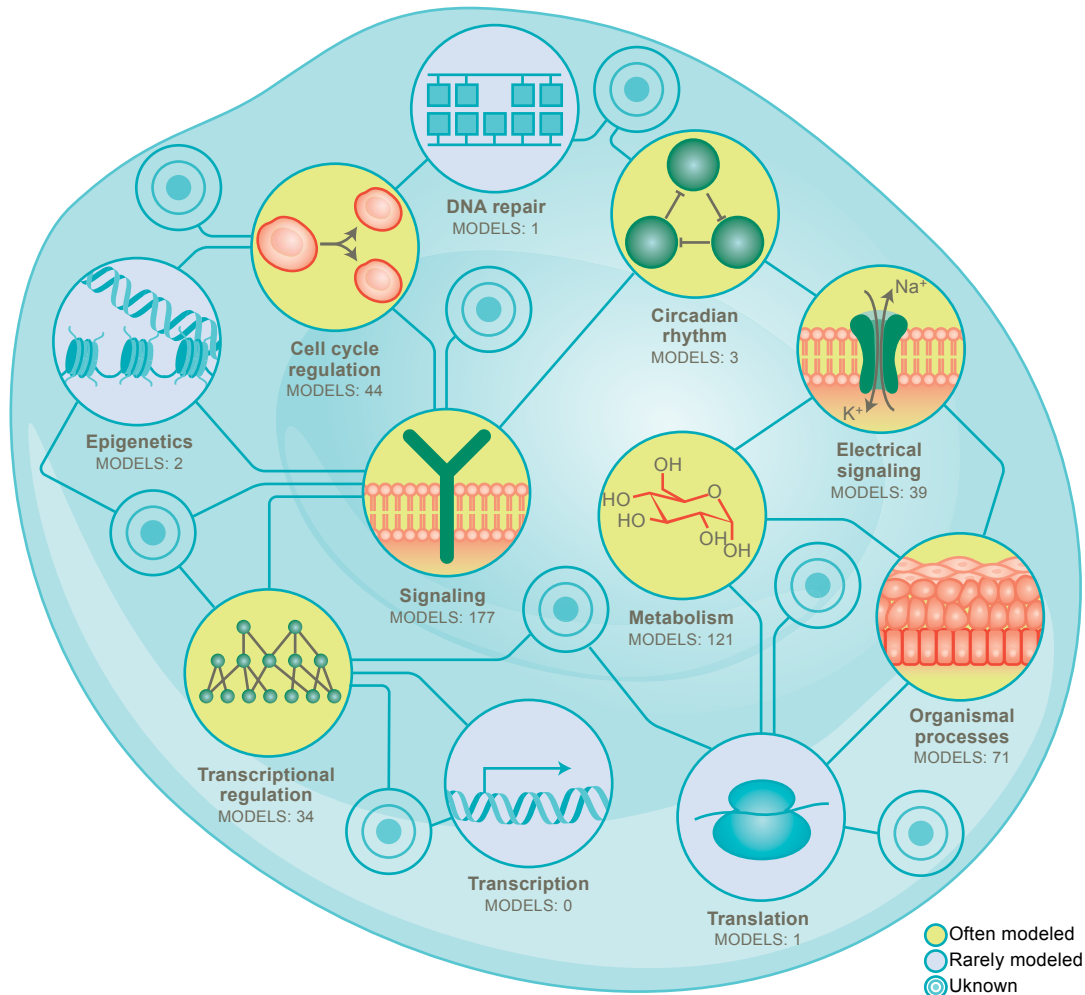 DNA repair
MODELS: 1
Cell cycle
regulation
MODELS: 44
Circadian
rhythm
MODELS: 3
Na⁺
K⁺
Electrical
signaling
MODELS: 39
Epigenetics
MODELS: 2
Signaling
MODELS: 177
OH
HO
O
HO
OH
OH
Metabolism
MODELS: 121
Organismal
processes
MODELS: 71
Transcriptional
regulation
MODELS: 34
Transcription
MODELS: 0
Translation
MODELS: 1
Often modeled
Rarely modeled
Uknown